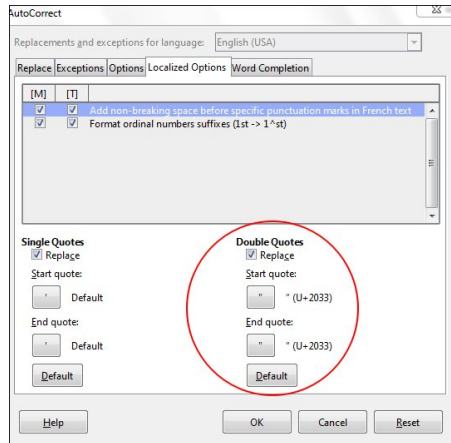 AutoCorrect
Replacements and exceptions for language: English (USA)
Replace Exceptions Options Localized Options Word Completion
[M] [T]
Add non-breaking space before specific punctuation marks in French text
Format ordinal numbers suffixes (1st -> 1^st)
Single Quotes
Replace
Start quote:
' Default
End quote:
' Default
Default
Double Quotes
Replace
Start quote:
" " (U+2033)
End quote:
" " (U+2033)
Default
Help OK Cancel Reset